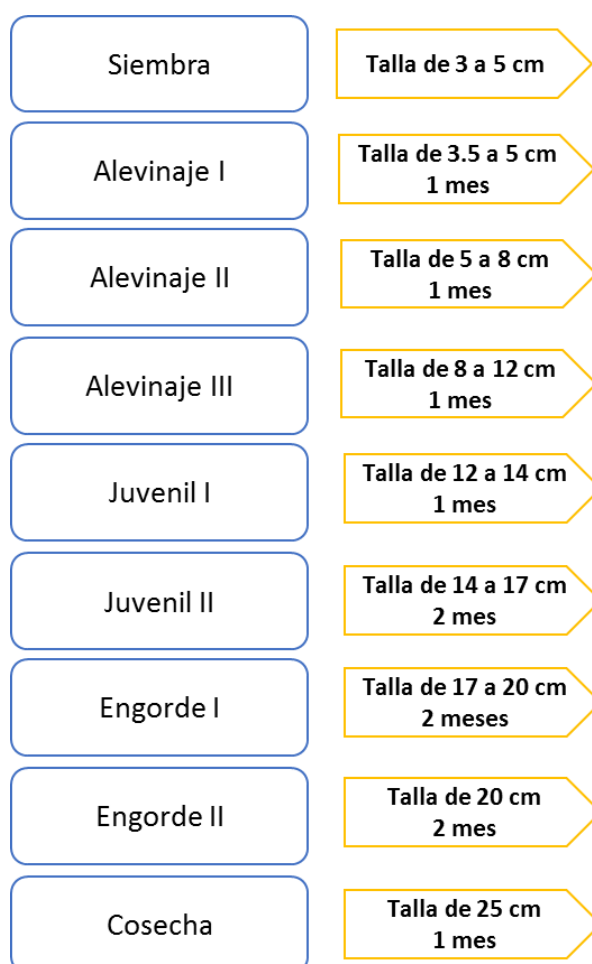 Siembra
Talla de 3 a 5 cm
Alevinaje I
Talla de 3.5 a 5 cm
1 mes
Alevinaje II
Talla de 5 a 8 cm
1 mes
Alevinaje III
Talla de 8 a 12 cm
1 mes
Juvenil I
Talla de 12 a 14 cm
1 mes
Juvenil II
Talla de 14 a 17 cm
2 mes
Engorde I
Talla de 17 a 20 cm
2 meses
Engorde II
Talla de 20 cm
2 mes
Cosecha
Talla de 25 cm
1 mes